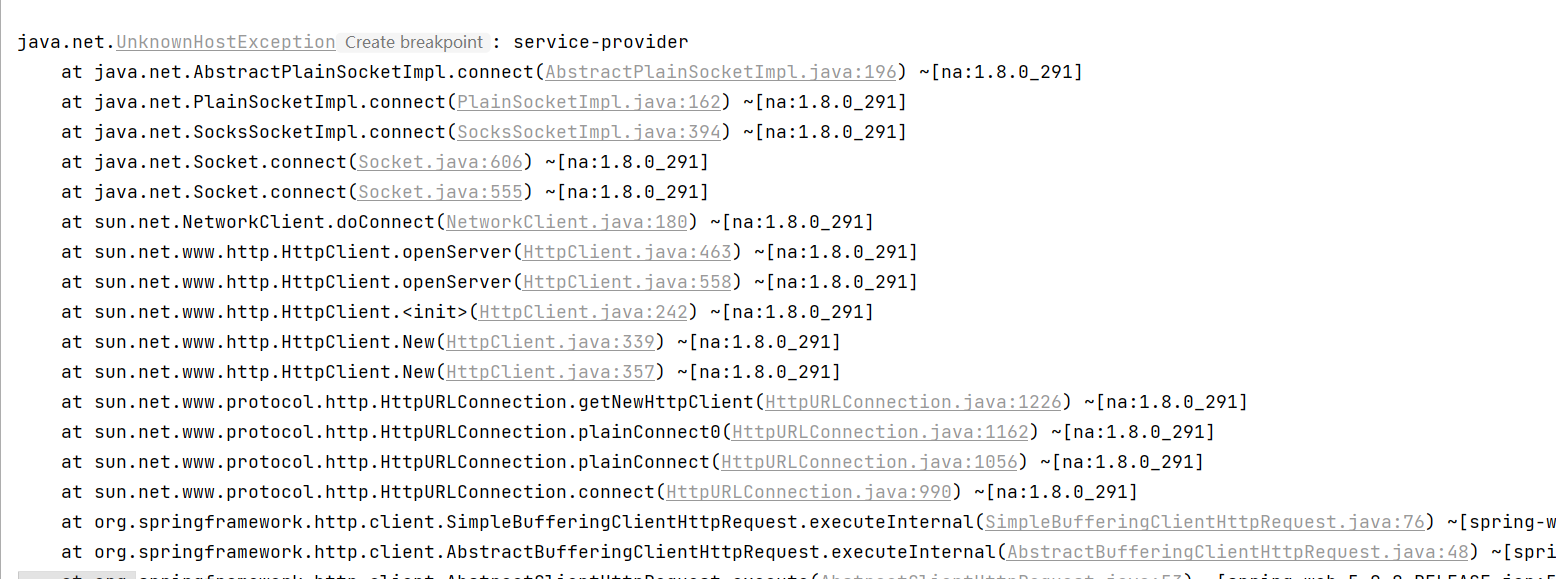 java.net.UnknownHostException Create breakpoint : service-provider
at java.net.AbstractPlainSocketImpl.connect(AbstractPlainSocketImpl.java:196) ~[na:1.8.0_291]
at java.net.PlainSocketImpl.connect(PlainSocketImpl.java:162) ~[na:1.8.0_291]
at java.net.SocksSocketImpl.connect(SocksSocketImpl.java:394) ~[na:1.8.0_291]
at java.net.Socket.connect(Socket.java:606) ~[na:1.8.0_291]
at java.net.Socket.connect(Socket.java:555) ~[na:1.8.0_291]
at sun.net.NetworkClient.doConnect(NetworkClient.java:180) ~[na:1.8.0_291]
at sun.net.www.http.HttpClient.openServer(HttpClient.java:463) ~[na:1.8.0_291]
at sun.net.www.http.HttpClient.openServer(HttpClient.java:558) ~[na:1.8.0_291]
at sun.net.www.http.HttpClient.<init>(HttpClient.java:242) ~[na:1.8.0_291]
at sun.net.www.http.HttpClient.New(HttpClient.java:339) ~[na:1.8.0_291]
at sun.net.www.http.HttpClient.New(HttpClient.java:357) ~[na:1.8.0_291]
at sun.net.www.protocol.http.HttpURLConnection.getNewHttpClient(HttpURLConnection.java:1226) ~[na:1.8.0_291]
at sun.net.www.protocol.http.HttpURLConnection.plainConnect0(HttpURLConnection.java:1162) ~[na:1.8.0_291]
at sun.net.www.protocol.http.HttpURLConnection.plainConnect(HttpURLConnection.java:1056) ~[na:1.8.0_291]
at sun.net.www.protocol.http.HttpURLConnection.connect(HttpURLConnection.java:990) ~[na:1.8.0_291]
at org.springframework.http.client.SimpleBufferingClientHttpRequest.executeInternal(SimpleBufferingClientHttpRequest.java:76) ~[spring-w
at org.springframework.http.client.AbstractBufferingClientHttpRequest.executeInternal(AbstractBufferingClientHttpRequest.java:48) ~[spri